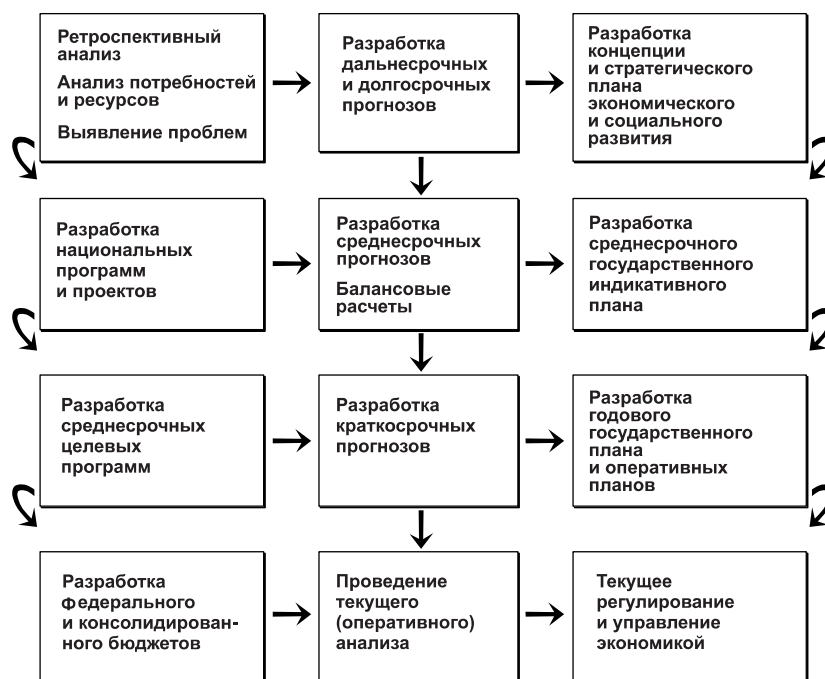 Ретроспективный
анализ
Анализ потребностей
и ресурсов
Выявление проблем
Разработка
дальнесрочных
и долгосрочных
прогнозов
Разработка
концепции
и стратегического
плана
экономического
и социального
развития
Разработка
национальных
программ
и проектов
Разработка
среднесрочных
прогнозов
Балансовые
расчеты
Разработка
среднесрочного
государственного
индикативного
плана
Разработка
среднесрочных
целевых
программ
Разработка
краткосрочных
прогнозов
Разработка
годового
государственного
плана
и оперативных
планов
Разработка
федерального
и консолидирован-
ного бюджетов
Проведение
текущего
(оперативного)
анализа
Текущее
регулирование
и управление
экономикой